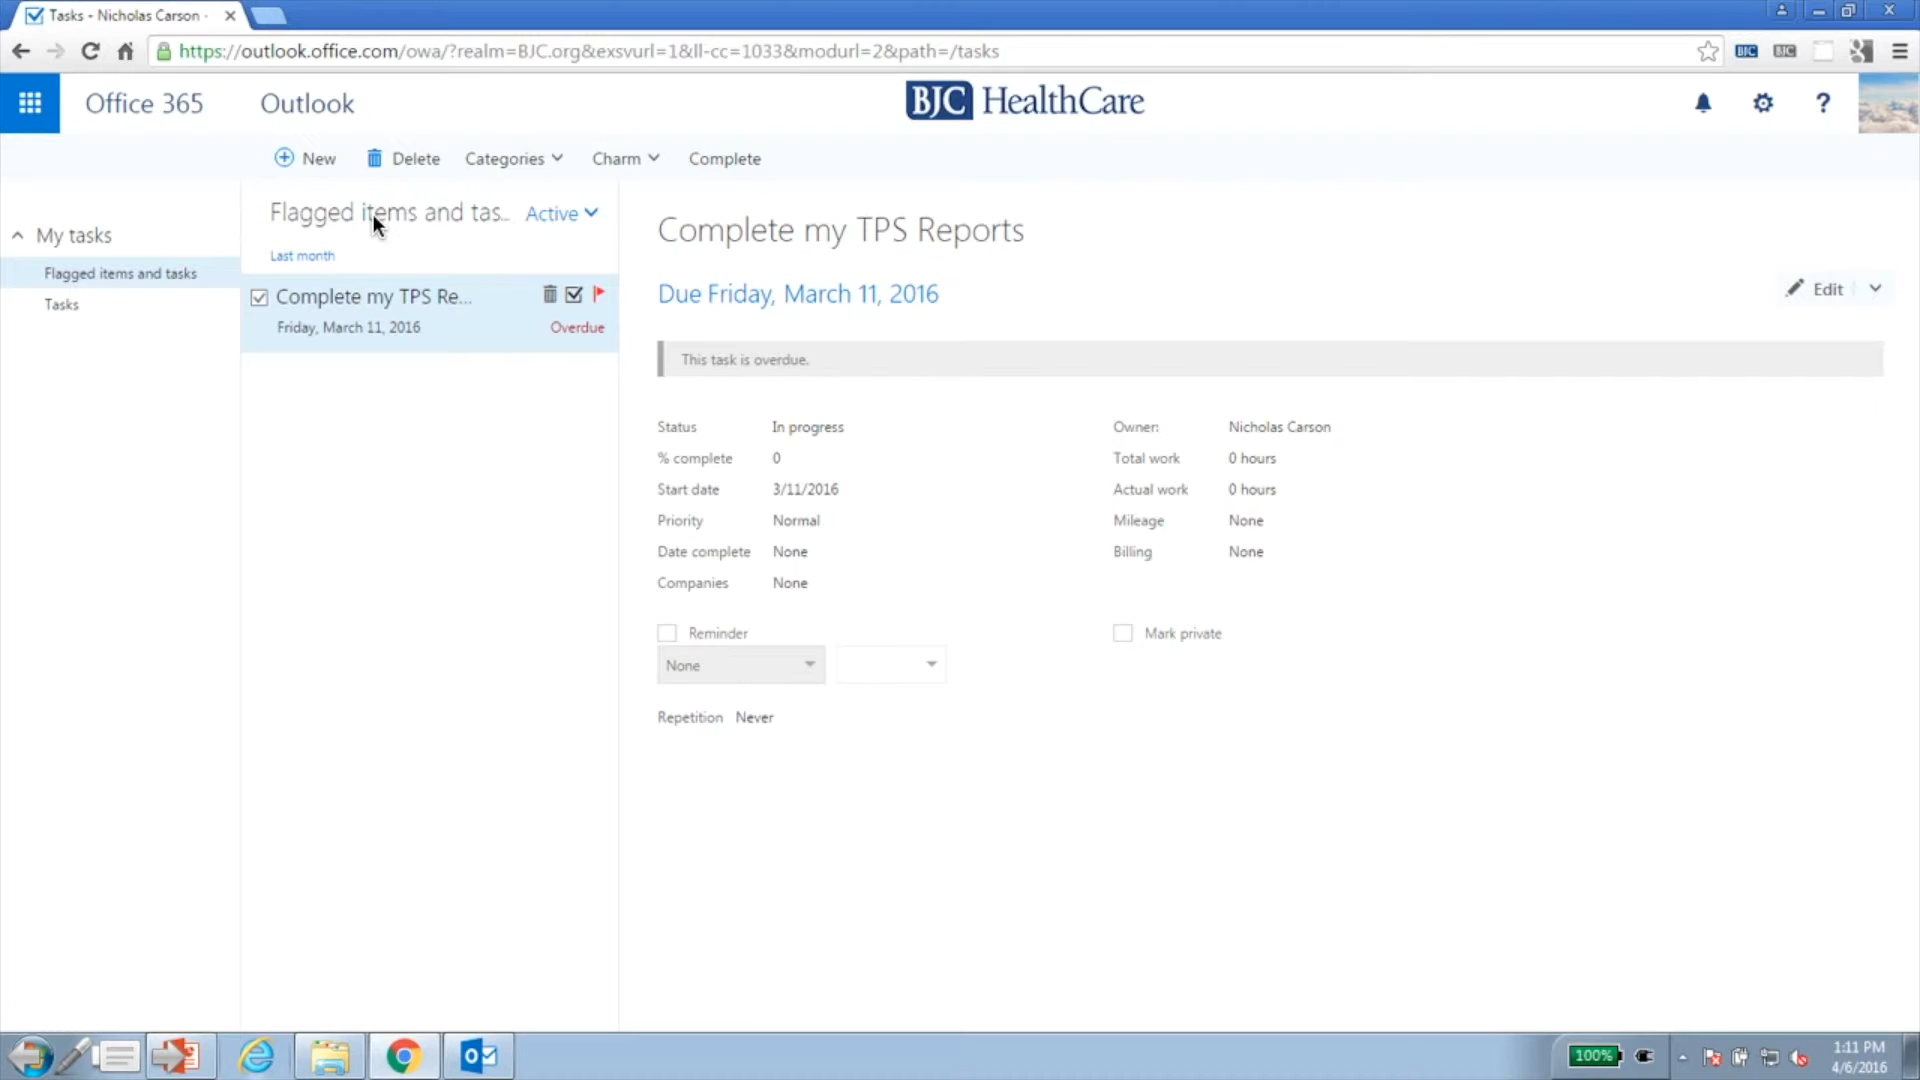 Tasks - Nicholas Carson -
https://outlook.office.com/owa/?realm=BJC.org&exsvurl=1&ll-cc=1033&modurl=2&path=/tasks
BJC
BJC
Office 365
Outlook
BJC HealthCare
?
New
Delete
Categories
Charm
Complete
My tasks
Flagged items and tasks
Tasks
Flagged items and tas...
Active
Last month
Complete my TPS Re...
Friday, March 11, 2016
Overdue
Complete my TPS Reports
Due Friday, March 11, 2016
Edit
This task is overdue.
Status In progress
% complete 0
Start date 3/11/2016
Priority Normal
Date complete None
Companies None
Owner: Nicholas Carson
Total work 0 hours
Actual work 0 hours
Mileage None
Billing None
Reminder
None
Mark private
Repetition Never
100%
1:11 PM
4/6/2016